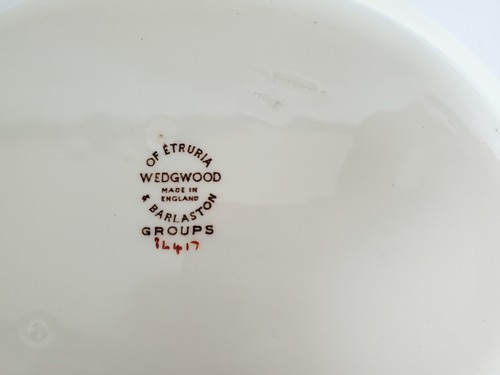 OF ETRURIA
WEDGWOOD
MADE IN
ENGLAND
& BARLASTON
GROUPS